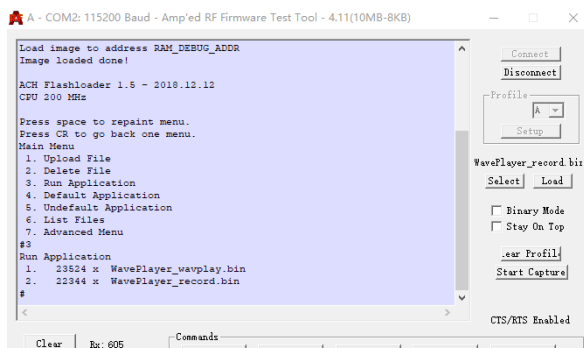 A - COM2: 115200 Baud - Amp'ed RF Firmware Test Tool - 4.11(10MB-8KB)
Load image to address RAM_DEBUG_ADDR
Image loaded done!
ACH Flashloader 1.5 - 2018.12.12
CPU 200 MHz
Press space to repaint menu.
Press CR to go back one menu.
Main Menu
1. Upload File
2. Delete File
3. Run Application
4. Default Application
5. Undefault Application
6. List Files
7. Advanced Menu
#3
Run Application
1. 23524 x WavePlayer_wavplay.bin
2. 22344 x WavePlayer_record.bin
#
Connect
Disconnect
Profile
A
Setup
WavePlayer_record.bin
Select Load
Binary Mode
Stay On Top
lear Profil
Start Capture
CTS/RTS Enabled
Clear Rx: 605
Commands